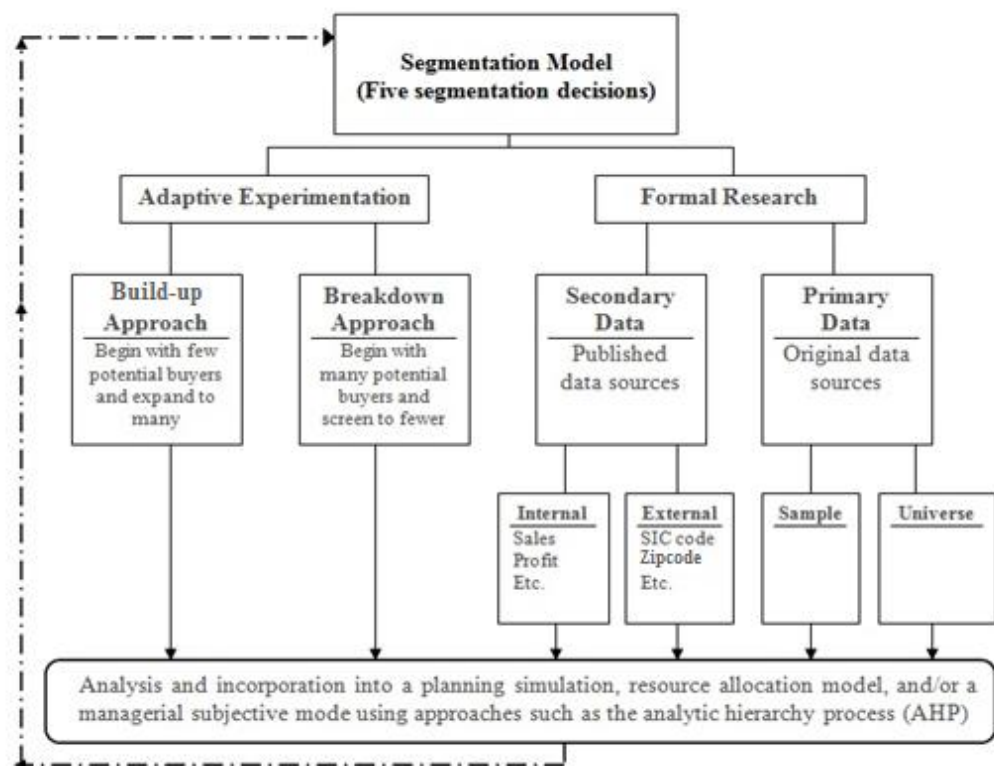 Segmentation Model
(Five segmentation decisions)
Adaptive Experimentation
Formal Research
Build-up
Approach
Begin with few
potential buyers
and expand to
many
Breakdown
Approach
Begin with
many potential
buyers and
screen to fewer
Secondary
Data
Published
data sources
Primary
Data
Original data
sources
Internal
Sales
Profit
Etc.
External
SIC code
Zipcode
Etc.
Sample
Universe
Analysis and incorporation into a planning simulation, resource allocation model, and/or a
managerial subjective mode using approaches such as the analytic hierarchy process (AHP)